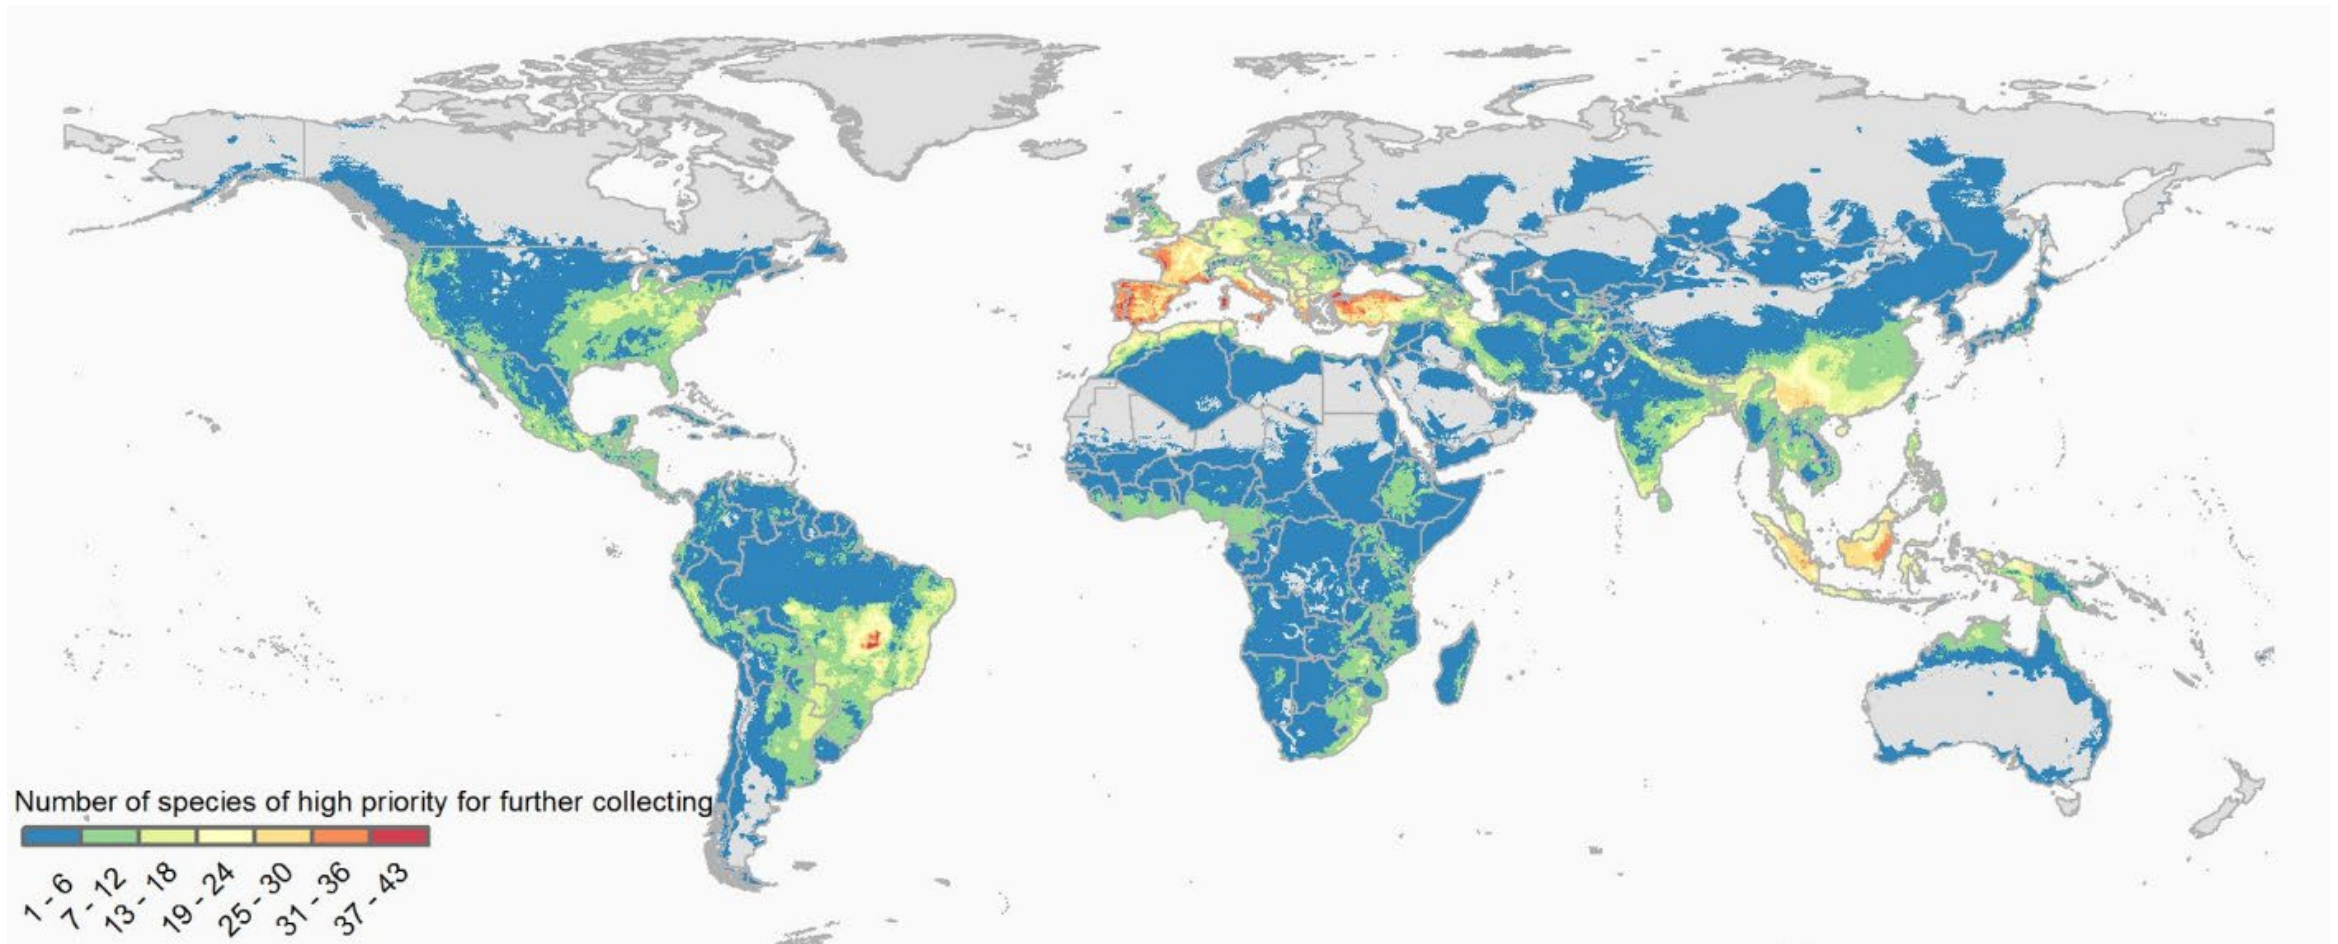 Number of species of high priority for further collecting
1 - 6
7 - 12
13 - 18
19 - 24
25 - 30
31 - 36
37 - 43